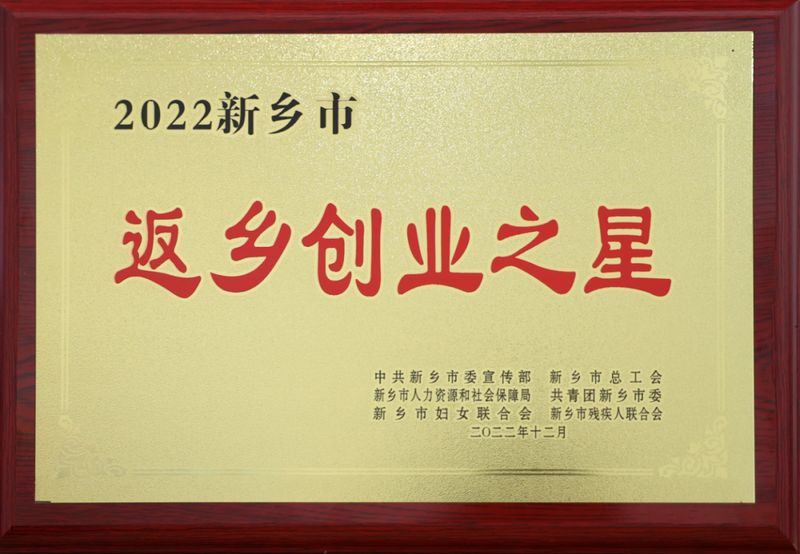 2022新乡市
返乡创业之星
中共新乡市委宣传部 新乡市总工会
新乡市人力资源和社会保障局 共青团新乡市委
新乡市妇女联合会 新乡市残疾人联合会
二〇二二年十二月